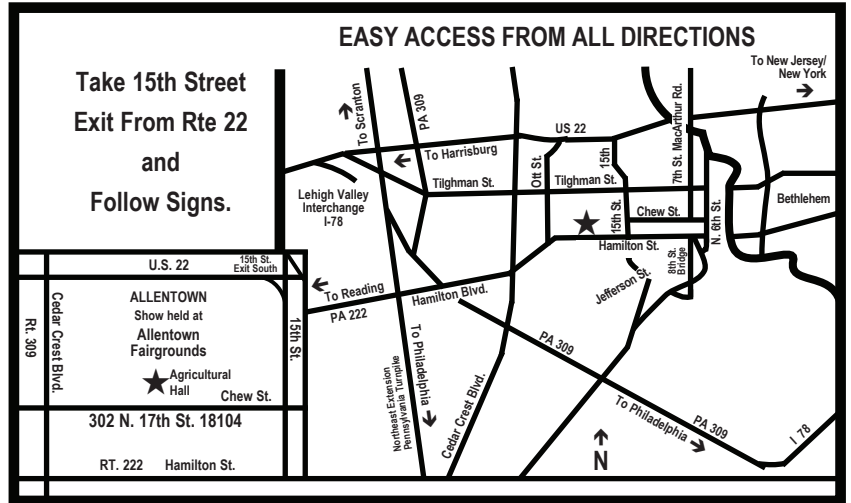 EASY ACCESS FROM ALL DIRECTIONS
Take 15th Street
Exit From Rte 22
and
Follow Signs.
To New Jersey/
New York
To Scranton
PA 309
US 22
15th
7th St. MacArthur Rd.
To Harrisburg
Ott St.
Tilghman St.
Tilghman St.
Lehigh Valley
Interchange
I-78
Bethlehem
15th St.
Chew St.
N. 6th St.
Hamilton St.
8th St.
Bridge
Jefferson St.
To Reading
PA 222
Hamilton Blvd.
PA 309
To Philadelphia
Northeast Extension
Pennsylvania Turnpike
Cedar Crest Blvd.
To Philadelphia
PA 309
I 78
N
U.S. 22
15th St.
Exit South
Rt. 309
Cedar Crest Blvd.
ALLENTOWN
Show held at
Allentown
Fairgrounds
Agricultural
Hall
15th St.
Chew St.
302 N. 17th St. 18104
RT. 222 Hamilton St.